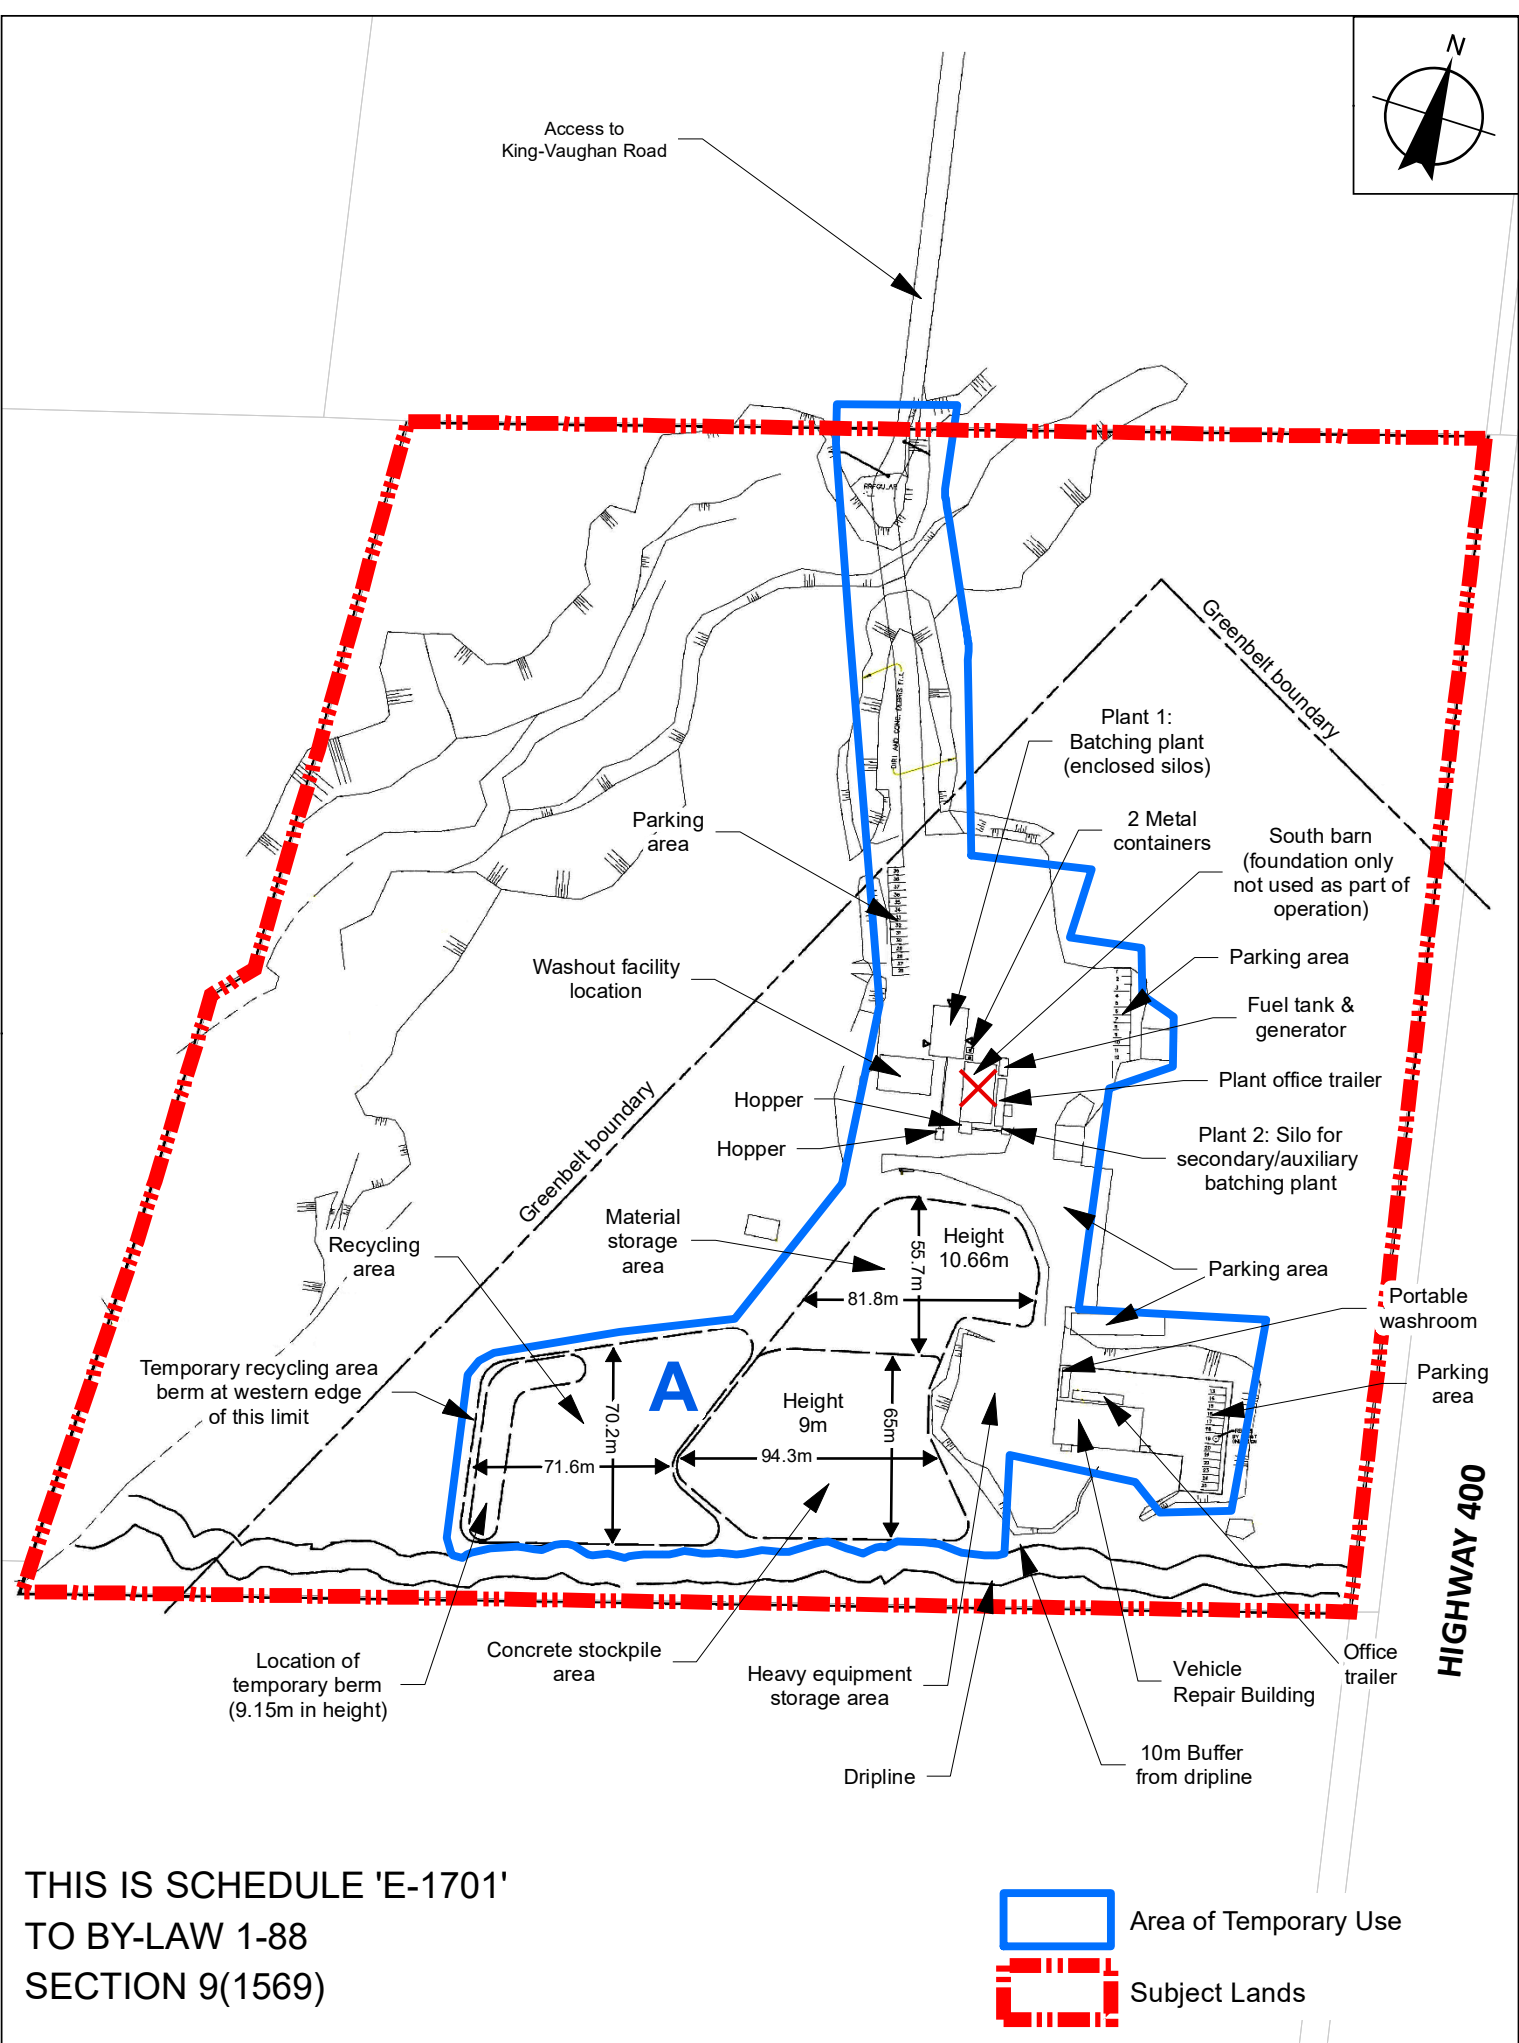 N
Access to
King-Vaughan Road
Greenbelt boundary
Plant 1:
Batching plant
(enclosed silos)
Parking
area
2 Metal
containers
South barn
(foundation only
not used as part of
operation)
Washout facility
location
Parking area
Fuel tank &
generator
Plant office trailer
Hopper
Hopper
Plant 2: Silo for
secondary/auxiliary
batching plant
Greenbelt boundary
Material
storage
area
Height
10.66m
55.7m
81.8m
Recycling
area
Parking area
Portable
washroom
Temporary recycling area
berm at western edge
of this limit
A
Height
9m
Parking
area
70.2m
65m
71.6m
94.3m
HIGHWAY 400
Location of
temporary berm
(9.15m in height)
Concrete stockpile
area
Heavy equipment
storage area
Vehicle
Repair Building
Office
trailer
Dripline
10m Buffer
from dripline
THIS IS SCHEDULE 'E-1701'
TO BY-LAW 1-88
SECTION 9(1569)
Area of Temporary Use
Subject Lands